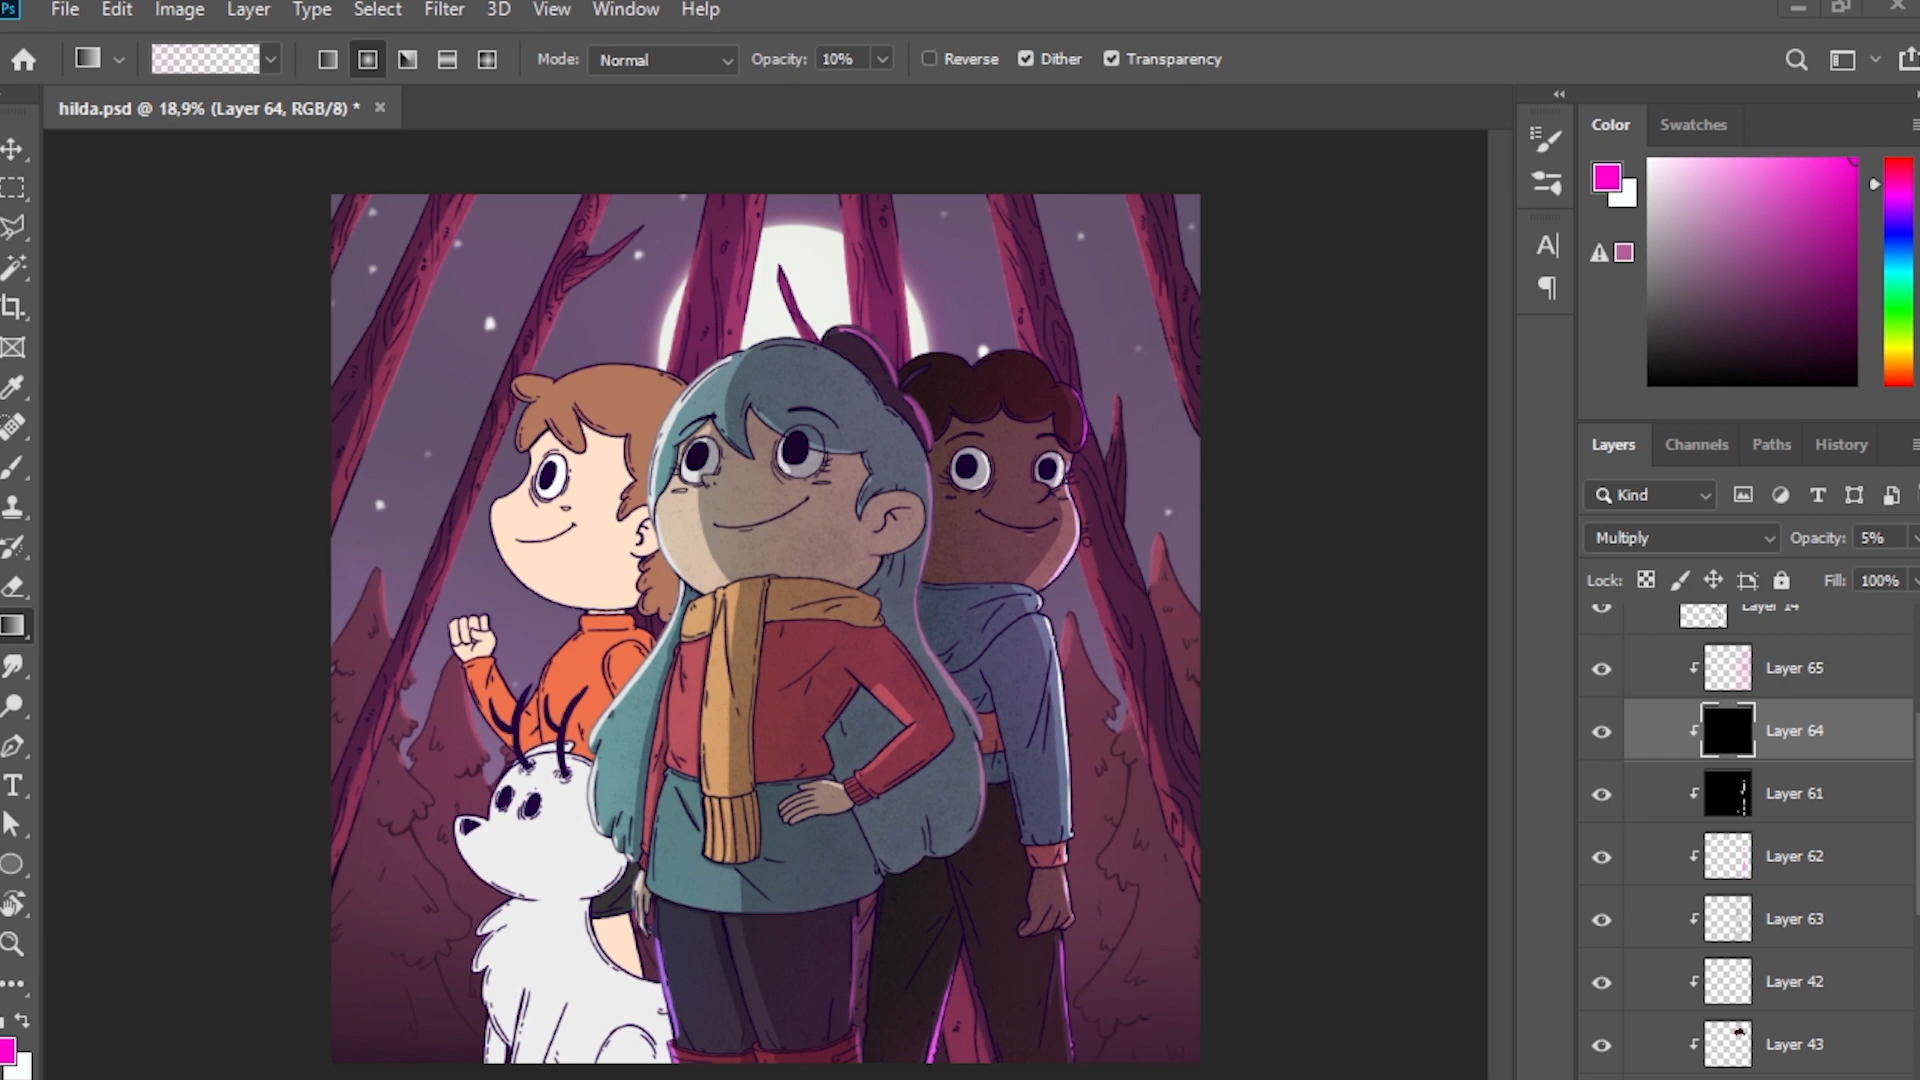 Ps File Edit Image Layer Type Select Filter 3D View Window Help
Mode: Normal Opacity: 10% Reverse Dither Transparency
hilda.psd @ 18,9% (Layer 64, RGB/8) * ×
Color Swatches
Layers Channels Paths History
Kind
Multiply Opacity: 5%
Lock: Fill: 100%
Layer 14
Layer 65
Layer 64
Layer 61
Layer 62
Layer 63
Layer 42
Layer 43